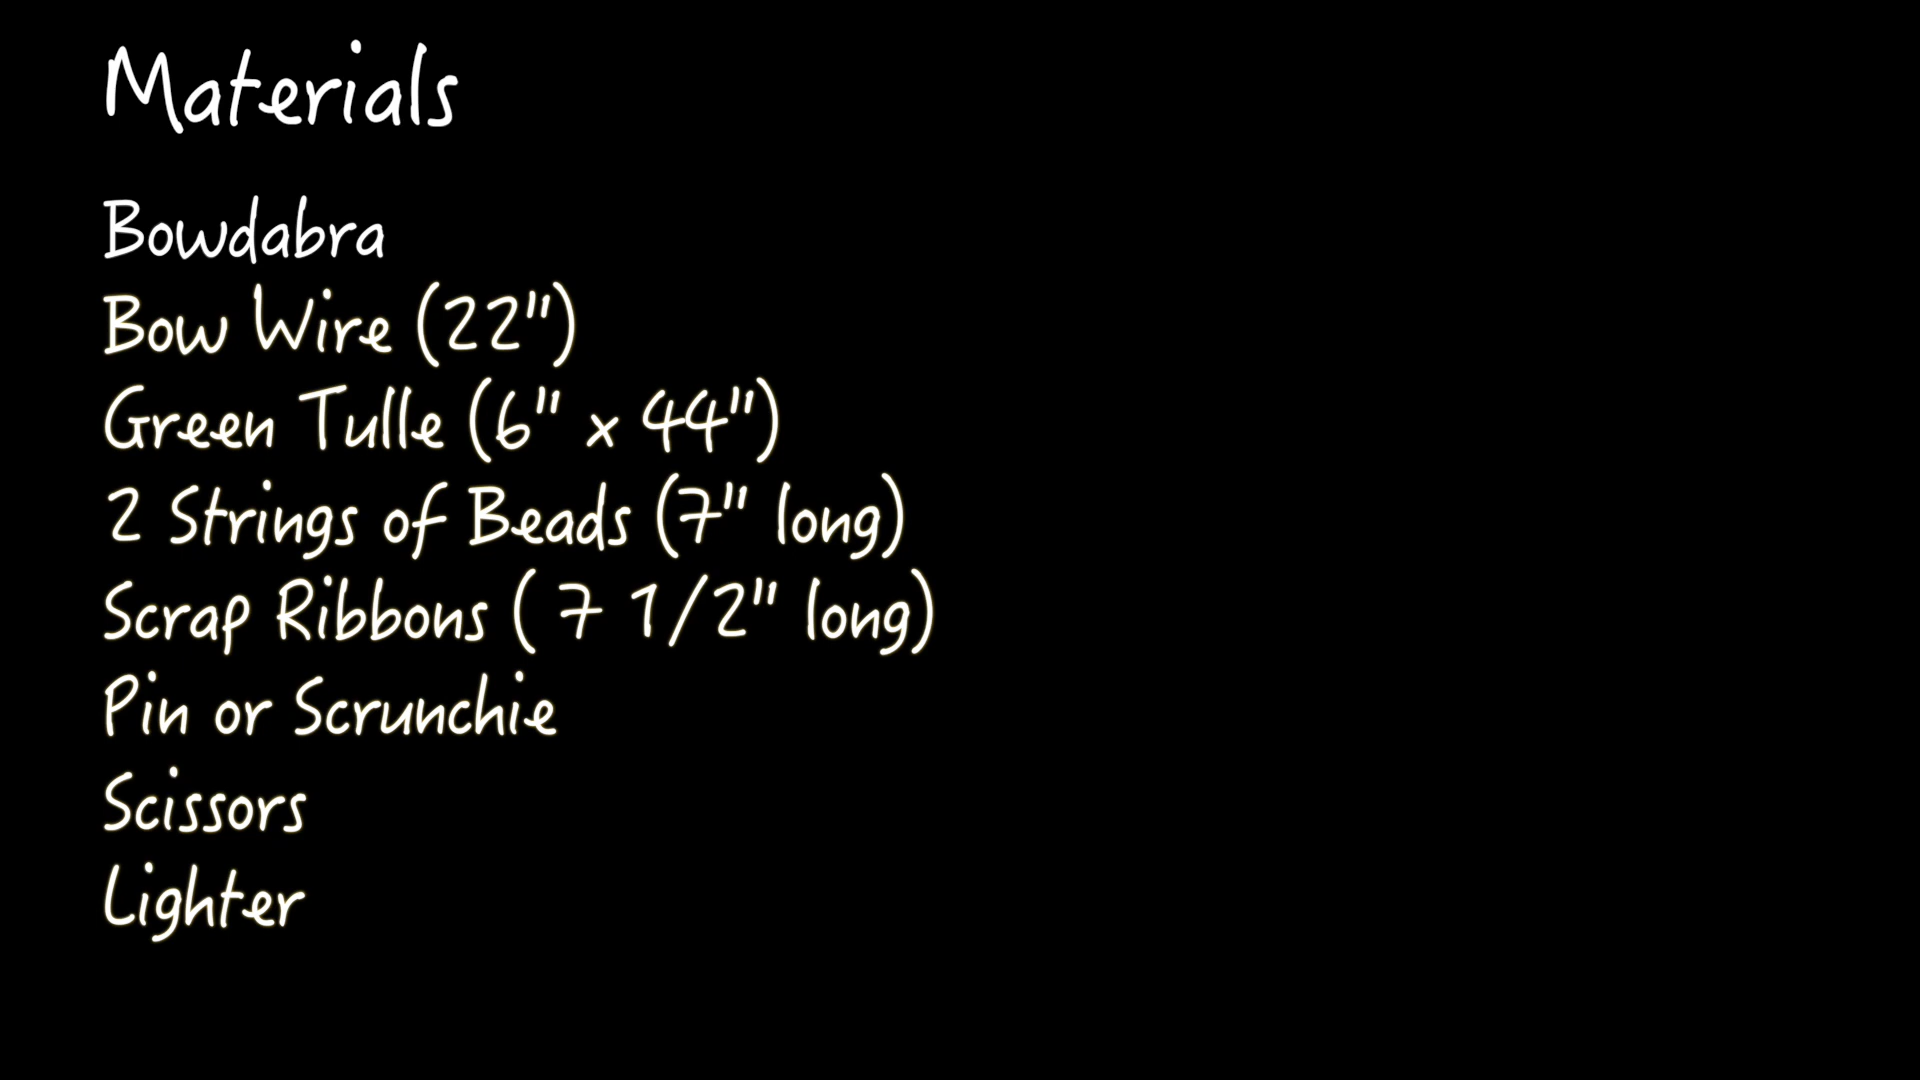 Materials
Bowdabra
Bow Wire (22")
Green Tulle (6" x 44")
2 Strings of Beads (7" long)
Scrap Ribbons ( 7 1/2" long)
Pin or Scrunchie
Scissors
Lighter